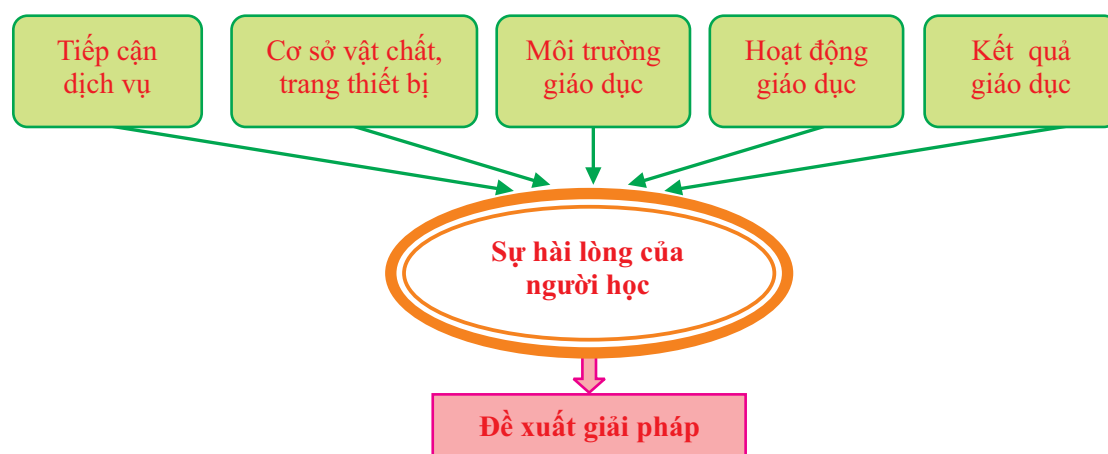 Tiếp cận
dịch vụ
Cơ sở vật chất,
trang thiết bị
Môi trường
giáo dục
Hoạt động
giáo dục
Kết quả
giáo dục
Sự hài lòng của
người học
Đề xuất giải pháp